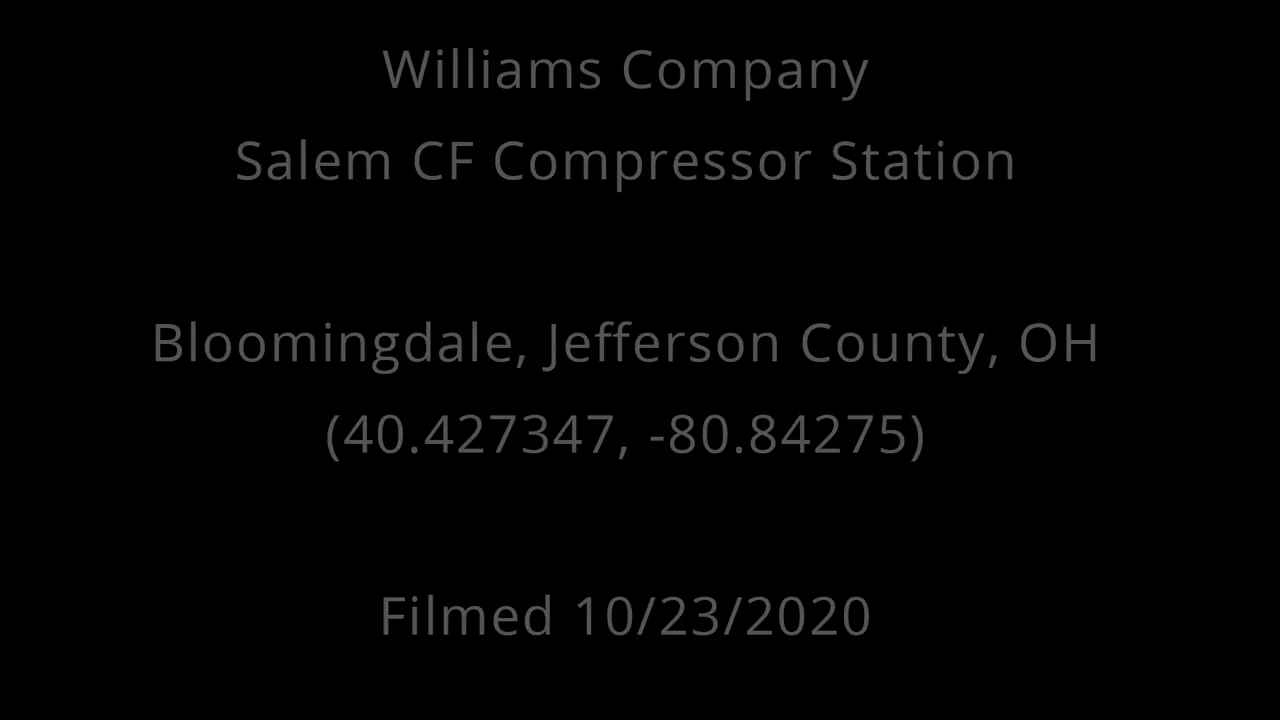 Williams Company
Salem CF Compressor Station
Bloomingdale, Jefferson County, OH
(40.427347, -80.84275)
Filmed 10/23/2020